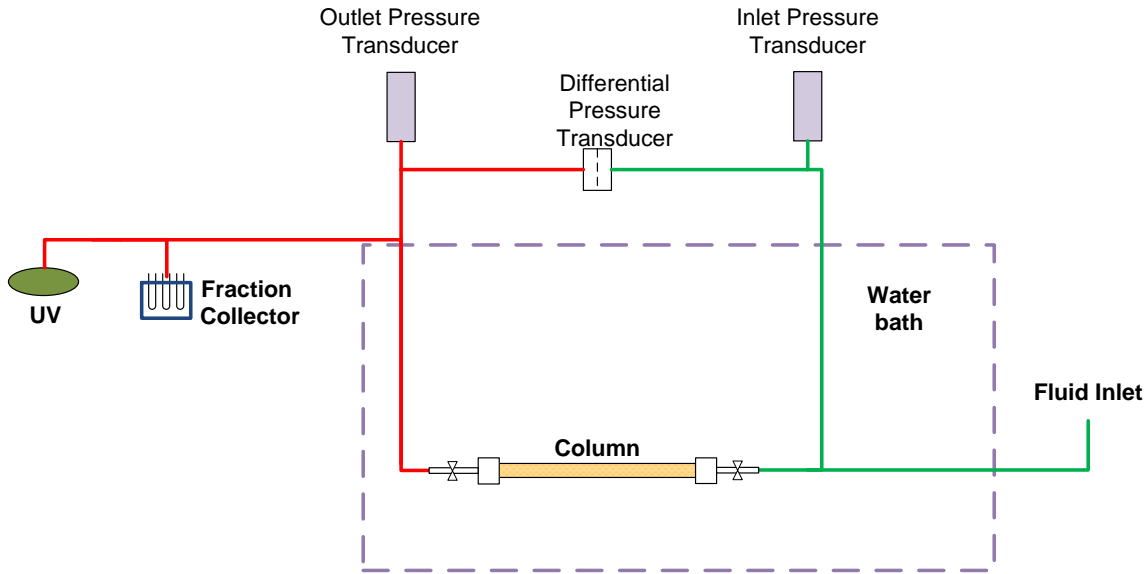 Outlet Pressure
Transducer
Inlet Pressure
Transducer
Differential
Pressure
Transducer
UV
Fraction
Collector
Water
bath
Fluid Inlet
Column